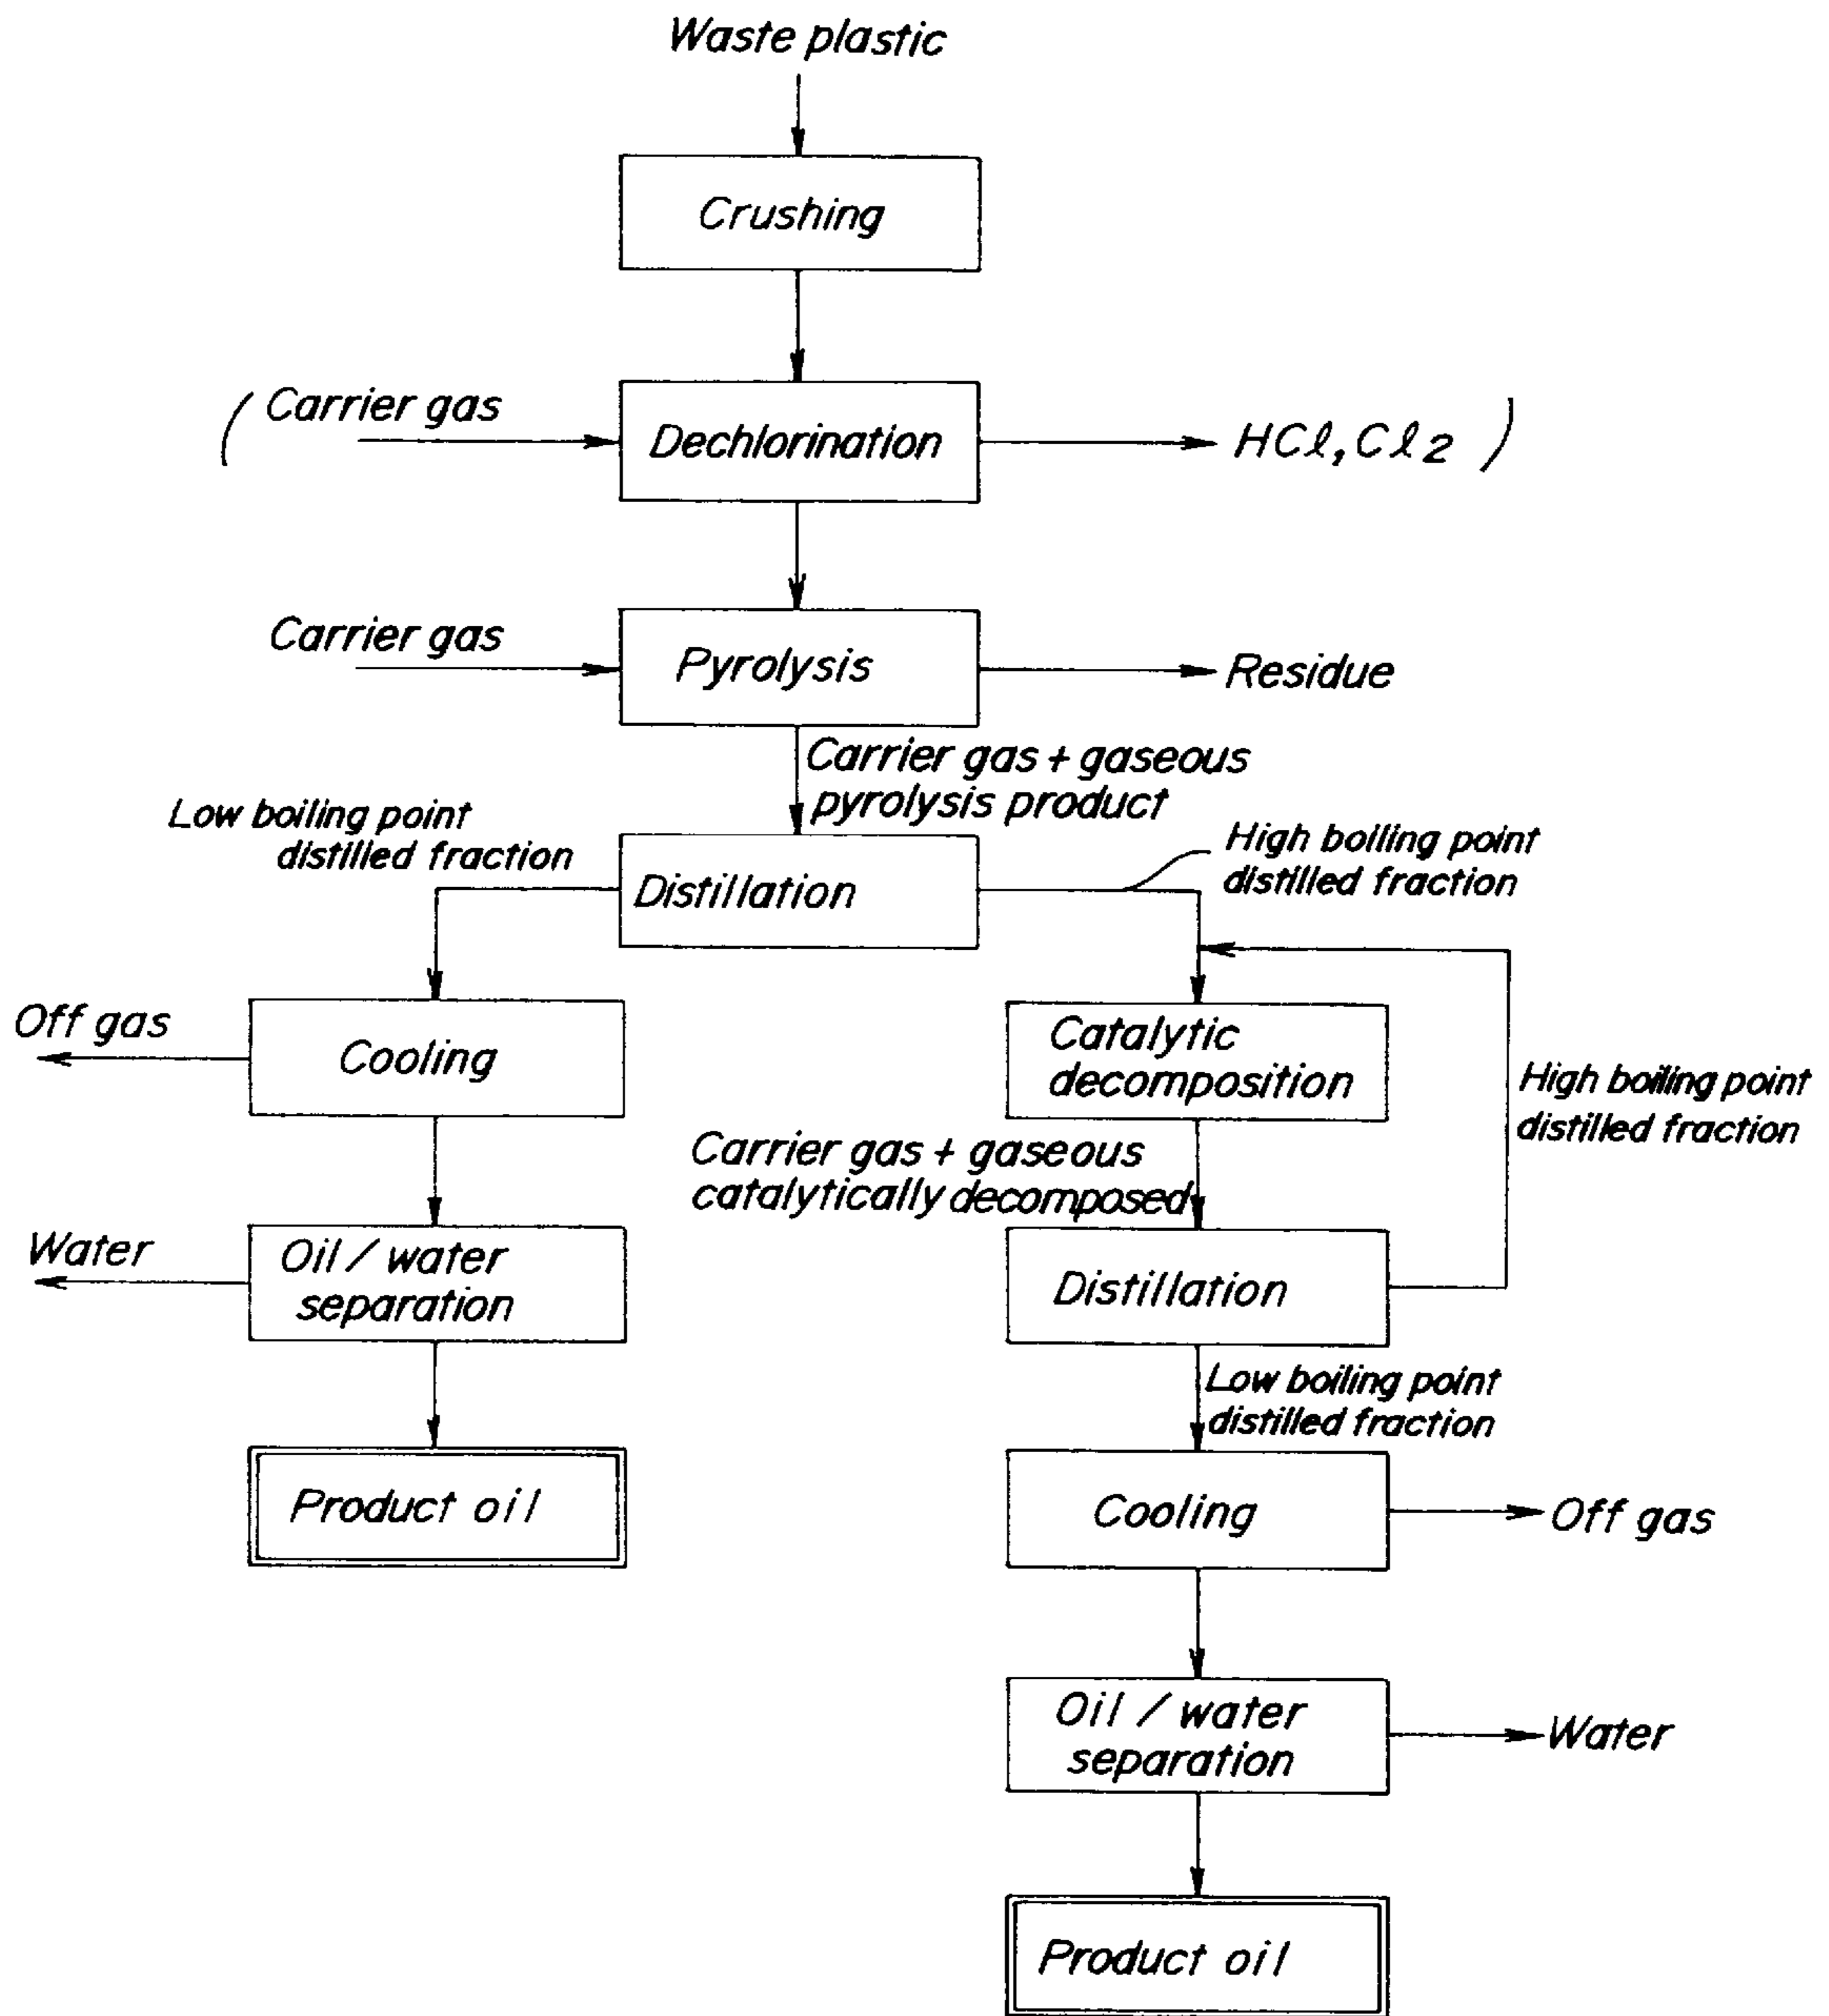 Waste plastic
Crushing
( Carrier gas
Dechlorination
HCl, Cl2 )
Carrier gas
Pyrolysis
Residue
Carrier gas + gaseous
pyrolysis product
Low boiling point
distilled fraction
Distillation
High boiling point
distilled fraction
Off gas
Cooling
Catalytic
decomposition
High boiling point
distilled fraction
Carrier gas + gaseous
catalytically decomposed
Water
Oil / water
separation
Distillation
Low boiling point
distilled fraction
Product oil
Cooling
Off gas
Oil / water
separation
Water
Product oil